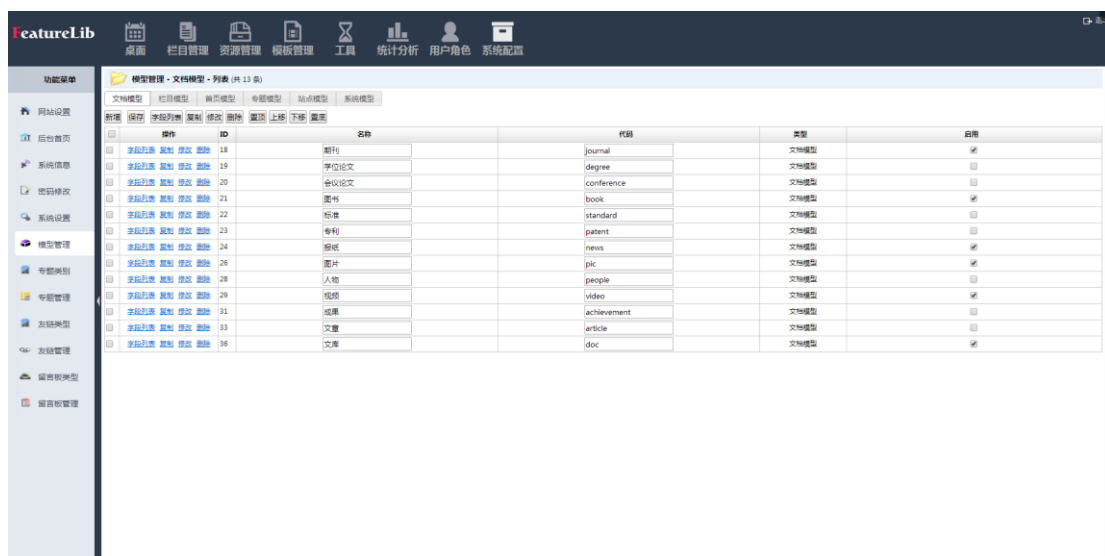 FeatureLib
桌面 栏目管理 资源管理 模板管理 工具 统计分析 用户角色 系统配置
功能菜单
网站设置
后台首页
系统信息
密码修改
系统设置
模型管理
专题类别
专题管理
友链类型
友链管理
留言板类型
留言板管理
模型管理 - 文档模型 - 列表 (共 13 条)
文档模型 栏目模型 首页模型 专题模型 站点模型 系统模型
新增 保存 字段列表 复制 修改 删除 置顶 上移 下移 置底
操作 ID 名称 代码 类型 启用
字段列表 复制 修改 删除 18 期刊 journal 文档模型
字段列表 复制 修改 删除 19 学位论文 degree 文档模型
字段列表 复制 修改 删除 20 会议论文 conference 文档模型
字段列表 复制 修改 删除 21 图书 book 文档模型
字段列表 复制 修改 删除 22 标准 standard 文档模型
字段列表 复制 修改 删除 23 专利 patent 文档模型
字段列表 复制 修改 删除 24 报纸 news 文档模型
字段列表 复制 修改 删除 26 图片 pic 文档模型
字段列表 复制 修改 删除 28 人物 people 文档模型
字段列表 复制 修改 删除 29 视频 video 文档模型
字段列表 复制 修改 删除 31 成果 achievement 文档模型
字段列表 复制 修改 删除 33 文章 article 文档模型
字段列表 复制 修改 删除 36 文库 doc 文档模型